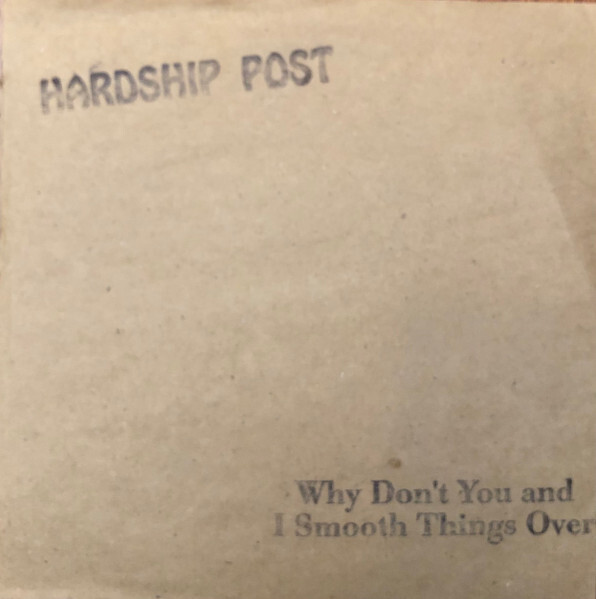 HARDSHIP POST
Why Don't You and
I Smooth Things Over